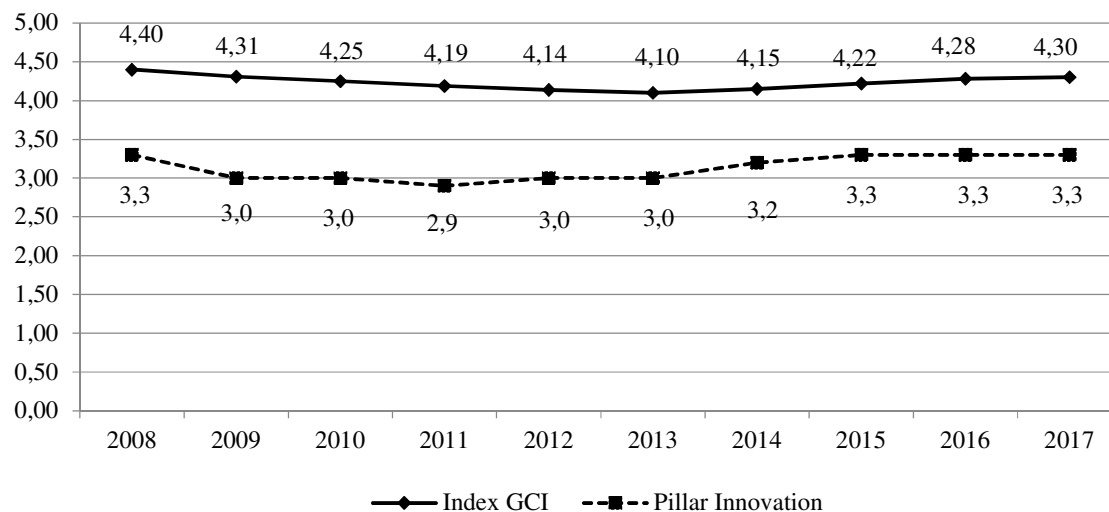 5,00
4,50
4,00
3,50
3,00
2,50
2,00
1,50
1,00
0,50
0,00
4,40 4,31 4,25 4,19 4,14 4,10 4,15 4,22 4,28 4,30
3,3 3,0 3,0 2,9 3,0 3,0 3,2 3,3 3,3 3,3
2008 2009 2010 2011 2012 2013 2014 2015 2016 2017
Index GCI Pillar Innovation